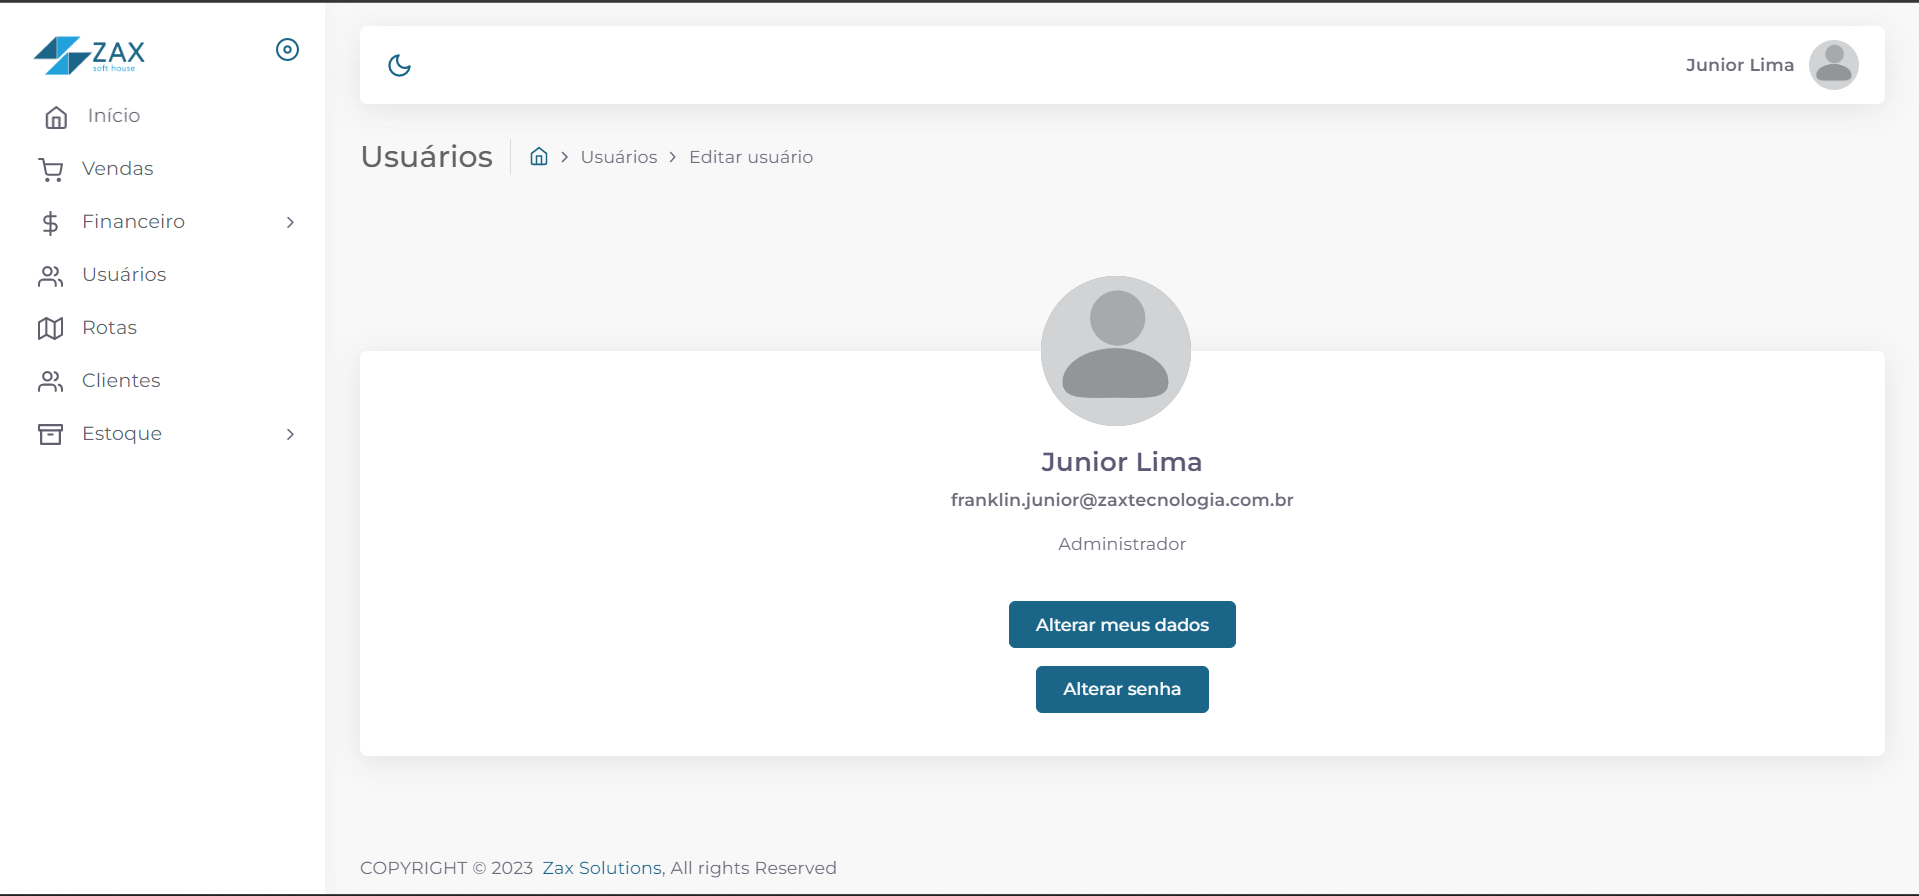 ZAX
soft house
Início
Vendas
Financeiro
Usuários
Rotas
Clientes
Estoque
Junior Lima
Usuários
Usuários
Editar usuário
Junior Lima
franklin.junior@zaxtecnologia.com.br
Administrador
Alterar meus dados
Alterar senha
COPYRIGHT © 2023 Zax Solutions, All rights Reserved